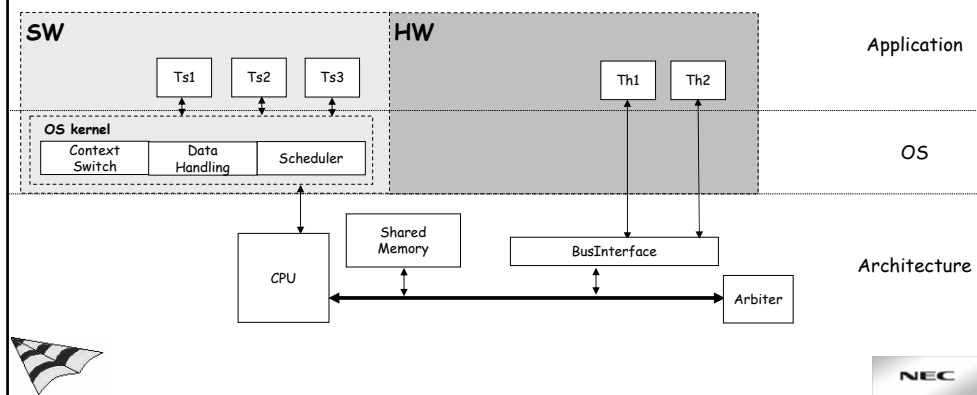 SW
HW
Application
Ts1
Ts2
Ts3
Th1
Th2
OS kernel
Context
Switch
Data
Handling
Scheduler
OS
Shared
Memory
CPU
BusInterface
Arbiter
Architecture
NEC